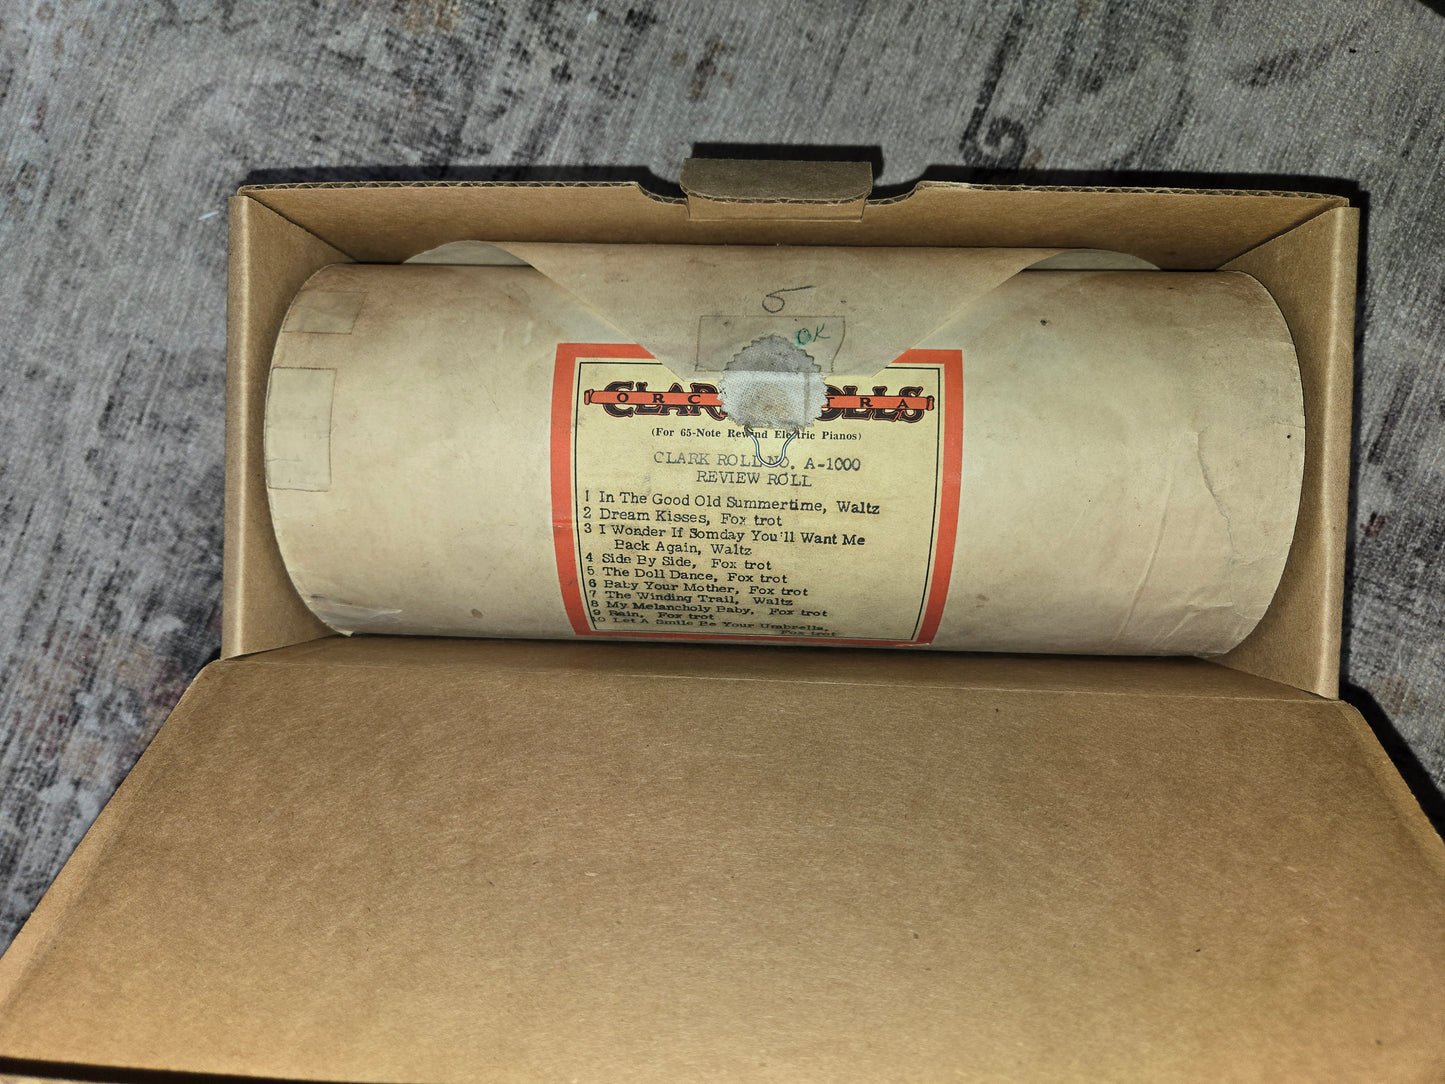 5
OK
CLARK ROLLS
ORCHESTRA
(For 65-Note Rewind Electric Pianos)
CLARK ROLL NO. A-1000
REVIEW ROLL
1 In The Good Old Summertime, Waltz
2 Dream Kisses, Fox trot
3 I Wonder If Somday You'll Want Me
Back Again, Waltz
4 Side By Side, Fox trot
5 The Doll Dance, Fox trot
6 Baby Your Mother, Fox trot
7 The Winding Trail, Waltz
8 My Melancholy Baby, Fox trot
9 Rain, Fox trot
10 Let A Smile Be Your Umbrella,
Fox trot